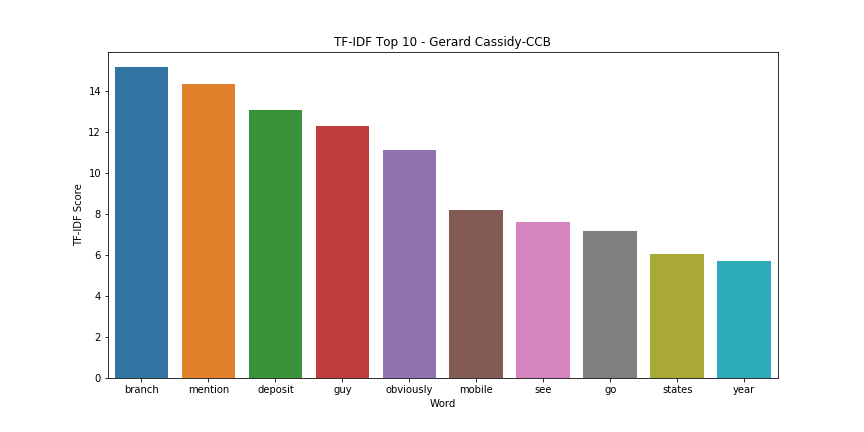 TF-IDF Top 10 - Gerard Cassidy-CCB
TF-IDF Score
14
12
10
8
6
4
2
0
branch mention deposit guy obviously mobile see go states year
Word